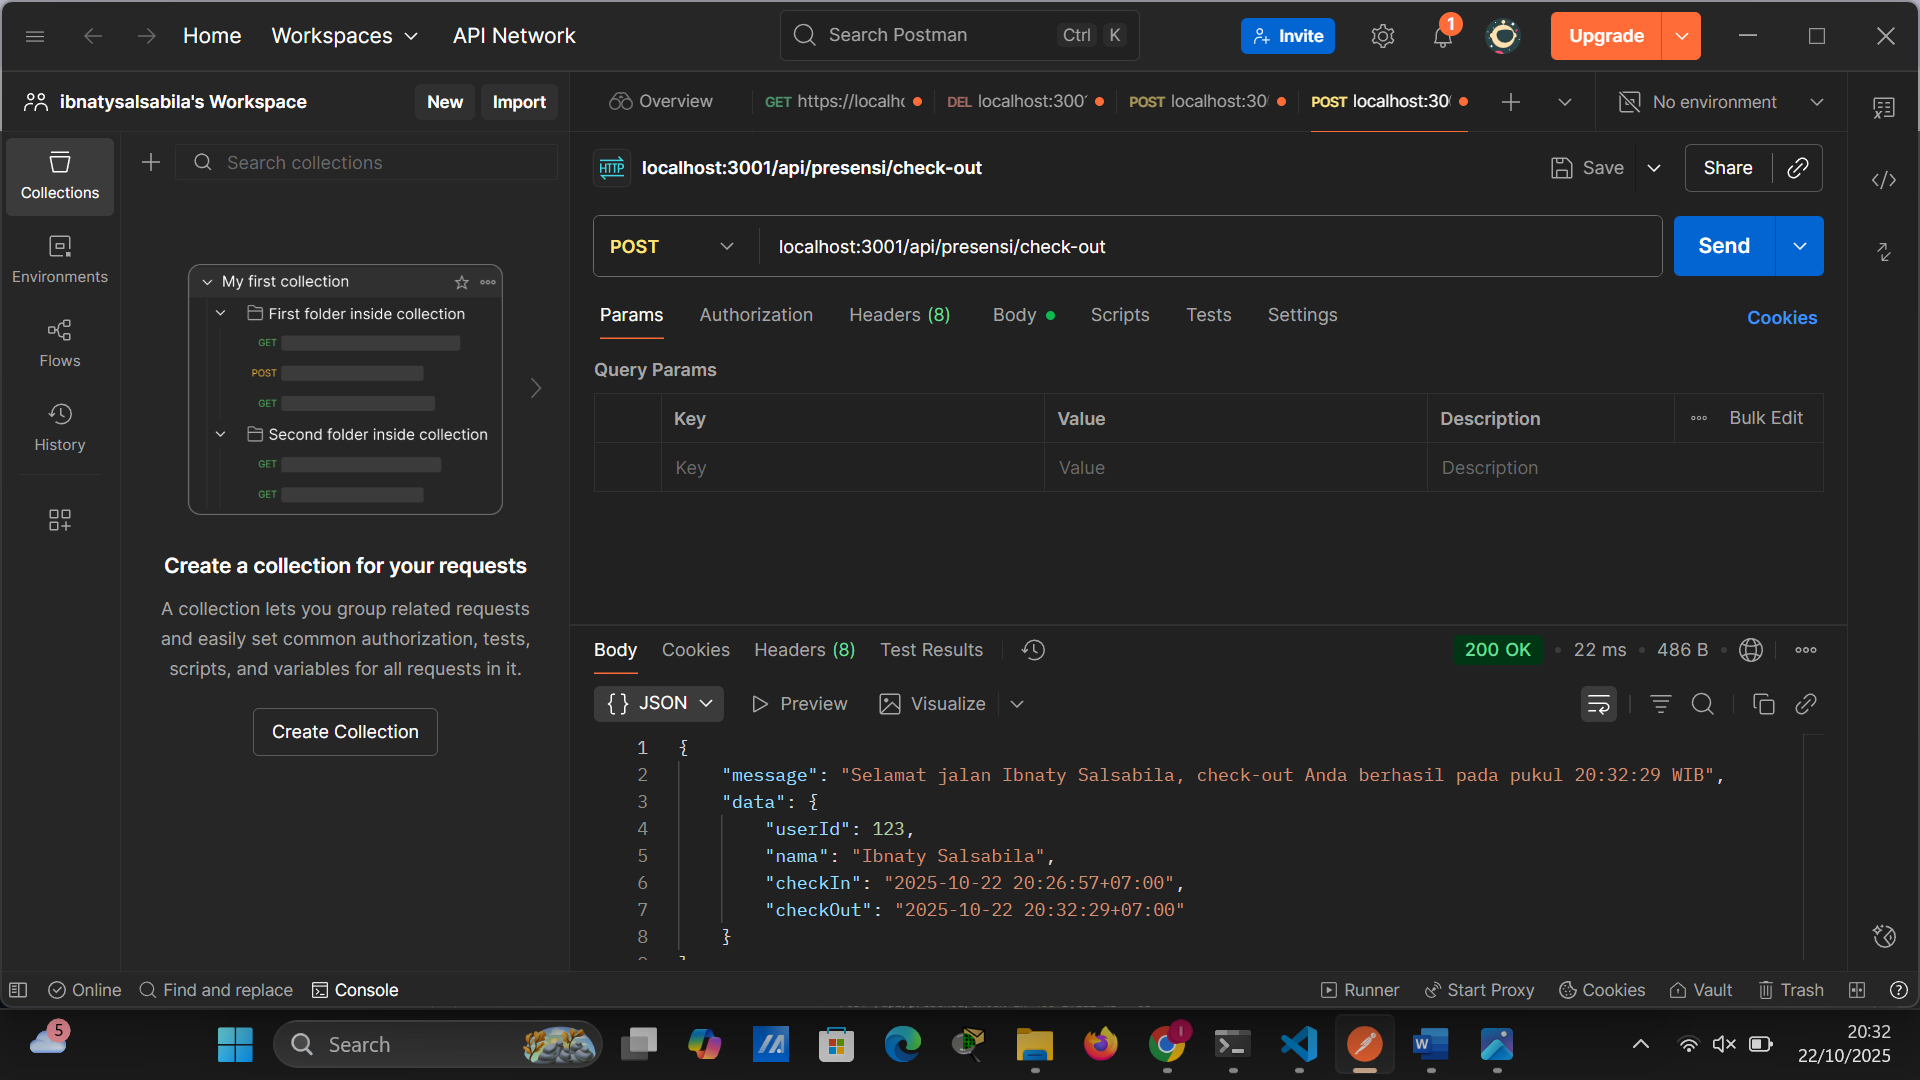 Home
Workspaces
API Network
Search Postman
Ctrl
K
Invite
1
Upgrade
ibnatysalsabila's Workspace
New
Import
Overview
GET https://localhc
DEL localhost:300
POST localhost:30
POST localhost:30
No environment
Collections
Environments
Flows
History
Search collections
My first collection
First folder inside collection
GET
POST
GET
Second folder inside collection
GET
GET
Create a collection for your requests
A collection lets you group related requests
and easily set common authorization, tests,
scripts, and variables for all requests in it.
Create Collection
HTTP
localhost:3001/api/presensi/check-out
Save
Share
POST
localhost:3001/api/presensi/check-out
Send
Params
Authorization
Headers (8)
Body
Scripts
Tests
Settings
Cookies
Query Params
Key
Value
Description
Bulk Edit
Key
Value
Description
Body
Cookies
Headers (8)
Test Results
200 OK
22 ms
486 B
{} JSON
Preview
Visualize
1 {
2 "message": "Selamat jalan Ibnaty Salsabila, check-out Anda berhasil pada pukul 20:32:29 WIB",
3 "data": {
4 "userId": 123,
5 "nama": "Ibnaty Salsabila",
6 "checkIn": "2025-10-22 20:26:57+07:00",
7 "checkOut": "2025-10-22 20:32:29+07:00"
8 }
Online
Find and replace
Console
Runner
Start Proxy
Cookies
Vault
Trash
5
Search
1
20:32
22/10/2025